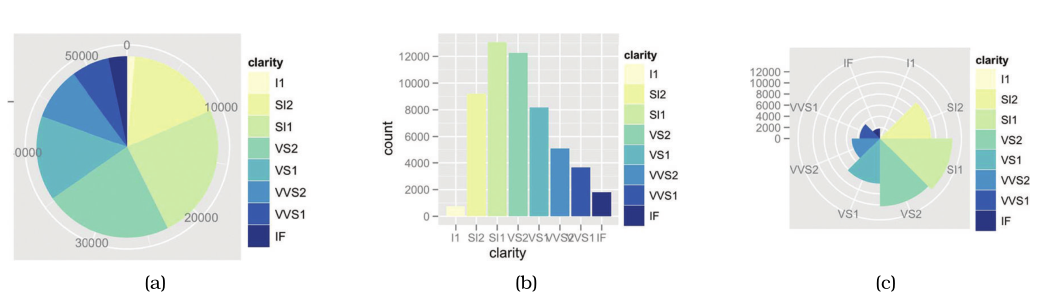 0
10000
20000
30000
0000
50000
clarity
I1
SI2
SI1
VS2
VS1
VVS2
VVS1
IF
(a)
count
12000
10000
8000
6000
4000
2000
0
I1 SI2 SI1 VS2 VS1 VVS2 VVS1 IF
clarity
clarity
I1
SI2
SI1
VS2
VS1
VVS2
VVS1
IF
(b)
12000
10000
8000
6000
4000
2000
0
IF
I1
SI2
SI1
VS2
VS1
VVS2
VVS1
clarity
I1
SI2
SI1
VS2
VS1
VVS2
VVS1
IF
(c)